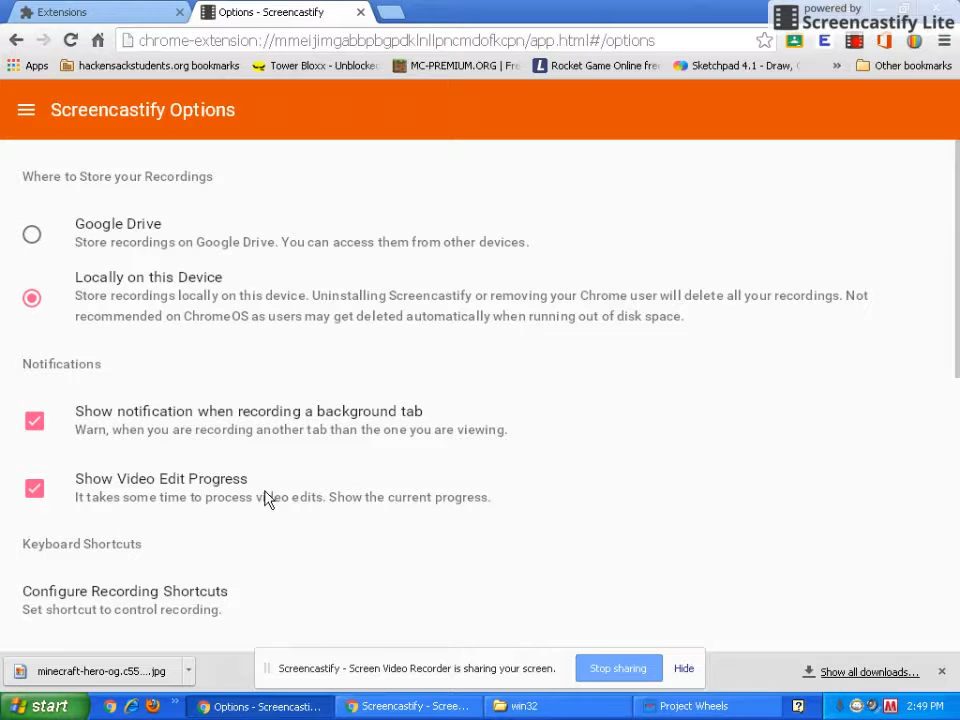 Extensions
Options - Screencastify
powered by
Screencastify Lite
chrome-extension://mmeijimgabbpbgpdklnllpncmdofkcpn/app.html#/options
Apps
hackensackstudents.org bookmarks
Tower Bloxx - Unblocke
MC-PREMIUM.ORG | Fre
Rocket Game Online fre
Sketchpad 4.1 - Draw, C
»
Other bookmarks
Screencastify Options
Where to Store your Recordings
Google Drive
Store recordings on Google Drive. You can access them from other devices.
Locally on this Device
Store recordings locally on this device. Uninstalling Screencastify or removing your Chrome user will delete all your recordings. Not
recommended on ChromeOS as users may get deleted automatically when running out of disk space.
Notifications
Show notification when recording a background tab
Warn, when you are recording another tab than the one you are viewing.
Show Video Edit Progress
It takes some time to process video edits. Show the current progress.
Keyboard Shortcuts
Configure Recording Shortcuts
Set shortcut to control recording.
minecraft-hero-og.c55....jpg
Screencastify - Screen Video Recorder is sharing your screen.
Stop sharing
Hide
Show all downloads...
start
»
Options - Screencasti...
Screencastify - Scree...
win32
Project Wheels
2:49 PM